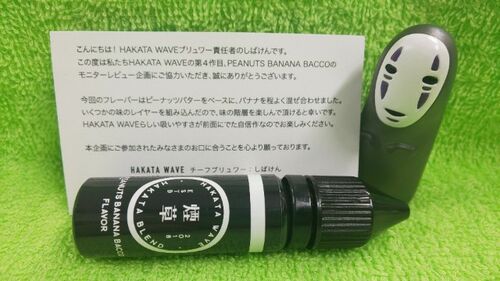 こんにちは！HAKATA WAVEブリュワー責任者のしばけんです。
この度は私たちHAKATA WAVEの第4作目、PEANUTS BANANA BACCOの
モニターレビュー企画にご協力いただき、誠にありがとうございます。
今回のフレーバーはピーナッツバターをベースに、バナナを程よく混ぜ合わせました。
いくつかの味のレイヤーを組み込んだので、味の階層を楽しんで頂けると幸いです。
HAKATA WAVEらしい吸いやすさが前面にでた自信作なのでお楽しみください。
本企画にご参加されたみなさまのお口に合うことを心より願っております。
HAKATA WAVE チーフブリュワー：しばけん
PEANUTS BANANA BACCO
FLAVOR
HAKATA WAVE
ESTD
煙草
2018
HAKATA BLEND